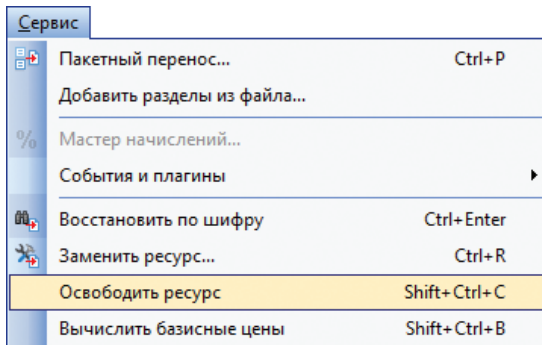 Сервис
Пакетный перенос... Ctrl+P
Добавить разделы из файла...
% Мастер начислений...
События и плагины
Восстановить по шифру Ctrl+Enter
Заменить ресурс... Ctrl+R
Освободить ресурс Shift+Ctrl+C
Вычислить базисные цены Shift+Ctrl+B